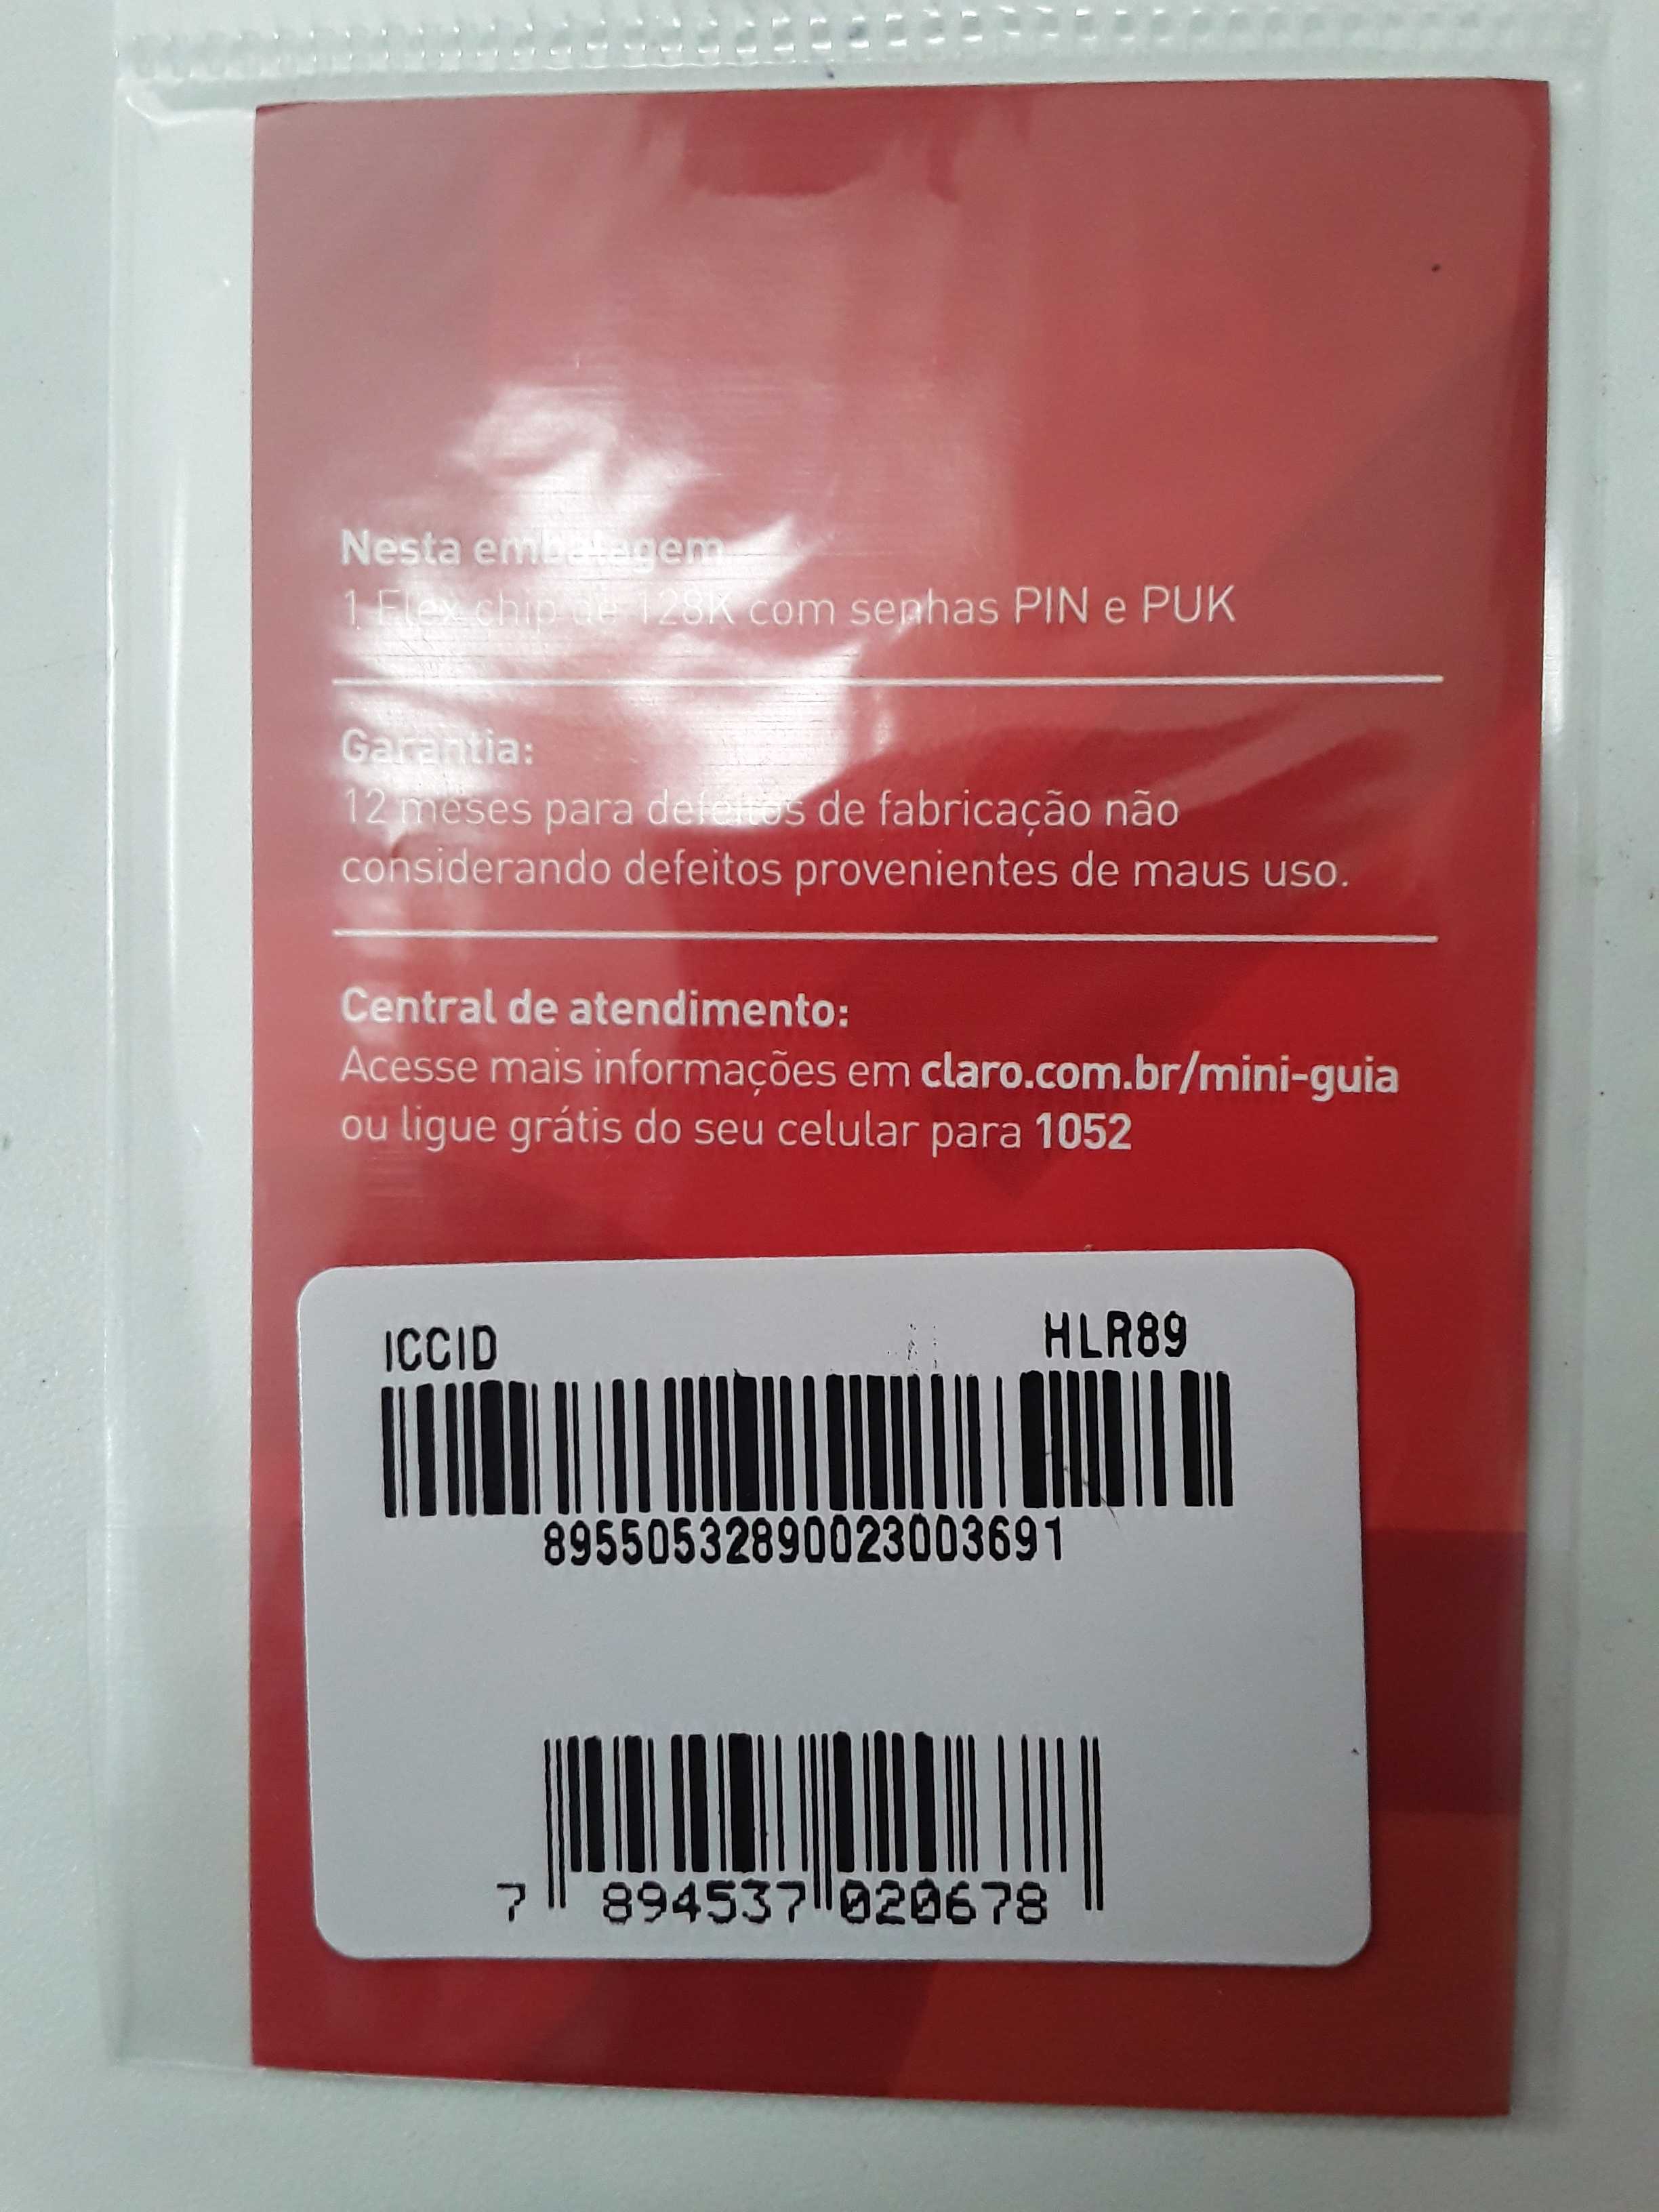 Nesta embalagem
1 Flex chip de 128K com senhas PIN e PUK
Garantia:
12 meses para defeitos de fabricação não
considerando defeitos provenientes de maus uso.
Central de atendimento:
Acesse mais informações em claro.com.br/mini-guia
ou ligue grátis do seu celular para 1052
ICCID HLR89
89550532890023003691
7 894537 020678